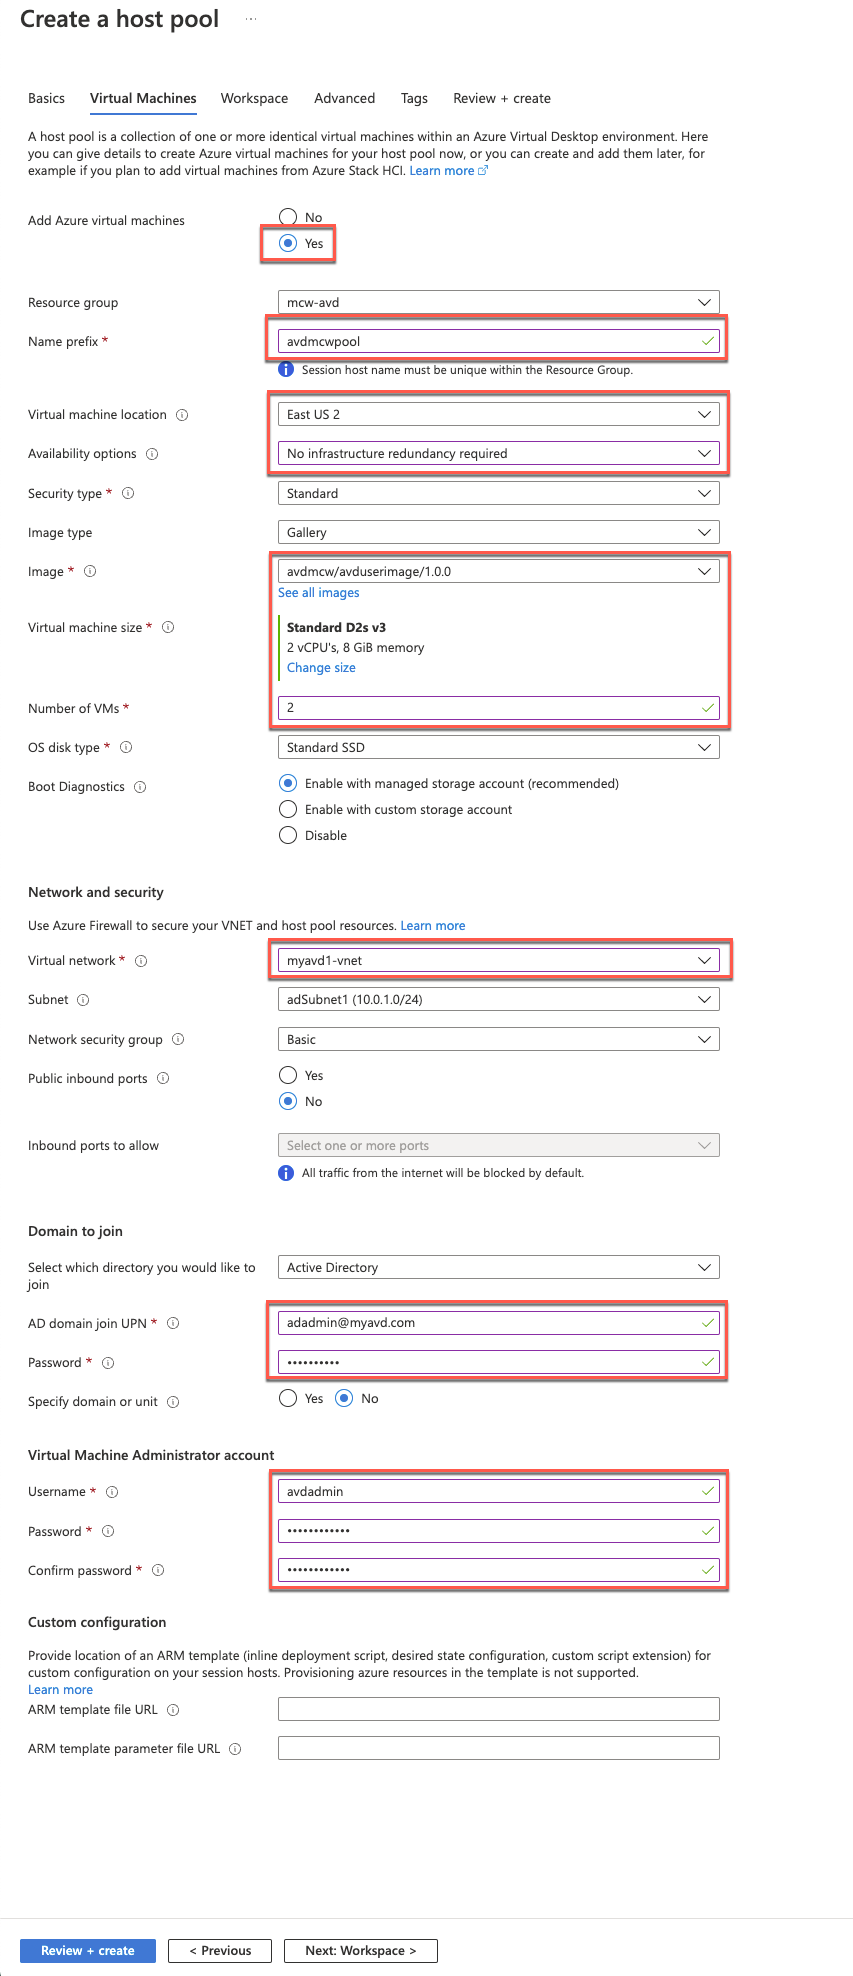 Create a host pool ...
Basics Virtual Machines Workspace Advanced Tags Review + create
A host pool is a collection of one or more identical virtual machines within an Azure Virtual Desktop environment. Here
you can give details to create Azure virtual machines for your host pool now, or you can create and add them later, for
example if you plan to add virtual machines from Azure Stack HCI. Learn more
Add Azure virtual machines
No
Yes
Resource group mcw-avd
Name prefix * avdmcwpool
Session host name must be unique within the Resource Group.
Virtual machine location East US 2
Availability options No infrastructure redundancy required
Security type * Standard
Image type Gallery
Image * avdmcw/avduserimage/1.0.0
See all images
Virtual machine size * Standard D2s v3
2 vCPU's, 8 GiB memory
Change size
Number of VMs * 2
OS disk type * Standard SSD
Boot Diagnostics Enable with managed storage account (recommended)
Enable with custom storage account
Disable
Network and security
Use Azure Firewall to secure your VNET and host pool resources. Learn more
Virtual network * myavd1-vnet
Subnet adSubnet1 (10.0.1.0/24)
Network security group Basic
Public inbound ports Yes
No
Inbound ports to allow Select one or more ports
All traffic from the internet will be blocked by default.
Domain to join
Select which directory you would like to
join
Active Directory
AD domain join UPN * adadmin@myavd.com
Password * ••••••••••
Specify domain or unit Yes No
Virtual Machine Administrator account
Username * avdadmin
Password * ••••••••••••
Confirm password * ••••••••••••
Custom configuration
Provide location of an ARM template (inline deployment script, desired state configuration, custom script extension) for
custom configuration on your session hosts. Provisioning azure resources in the template is not supported.
Learn more
ARM template file URL
ARM template parameter file URL
Review + create < Previous Next: Workspace >